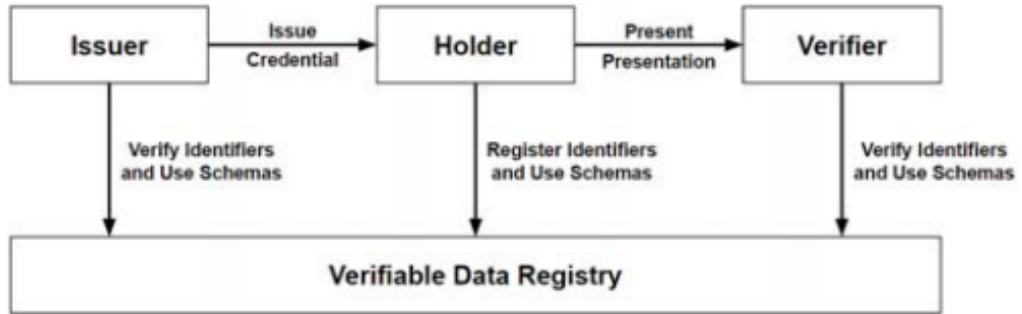 Issuer
Issue
Credential
Holder
Present
Presentation
Verifier
Verify Identifiers
and Use Schemas
Register Identifiers
and Use Schemas
Verify Identifiers
and Use Schemas
Verifiable Data Registry